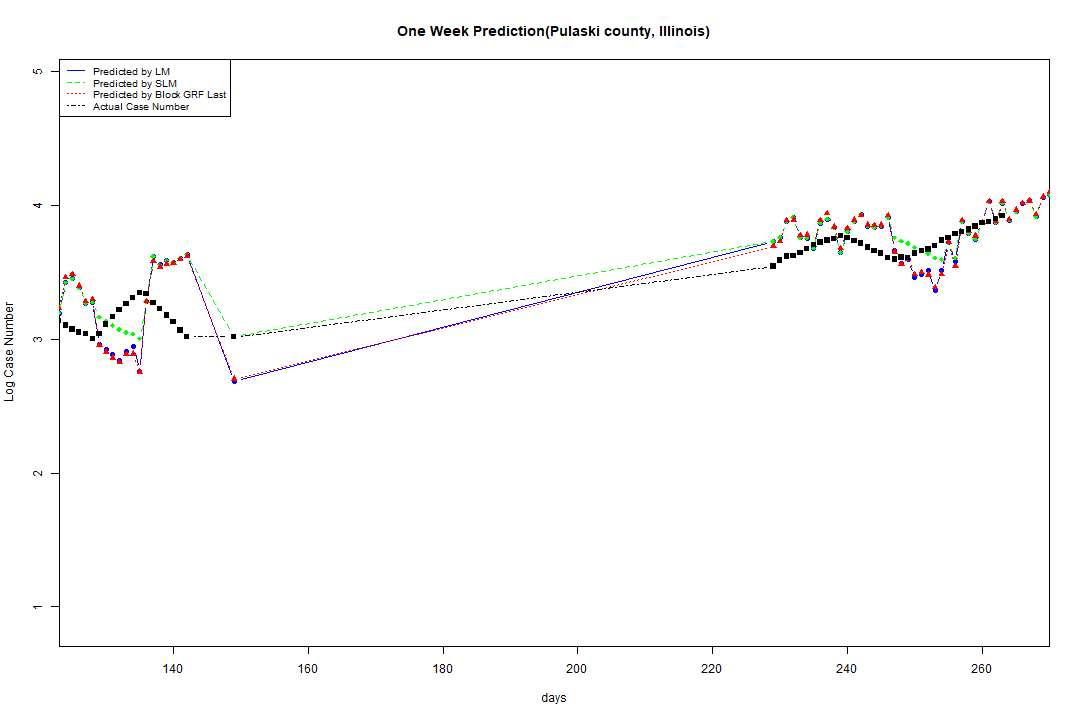 One Week Prediction(Pulaski county, Illinois)
Predicted by LM
Predicted by SLM
Predicted by Block GRF Last
Actual Case Number
5
4
3
2
1
Log Case Number
140 160 180 200 220 240 260
days